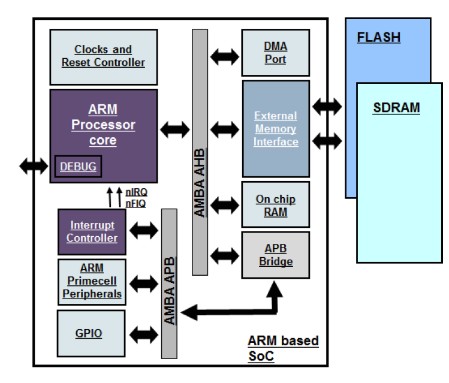 Clocks and
Reset Controller
ARM
Processor
core
DEBUG
nIRQ
nFIQ
Interrupt
Controller
ARM
Primecell
Peripherals
GPIO
AMBA APB
AMBA AHB
DMA
Port
External
Memory
Interface
On chip
RAM
APB
Bridge
ARM based
SoC
FLASH
SDRAM